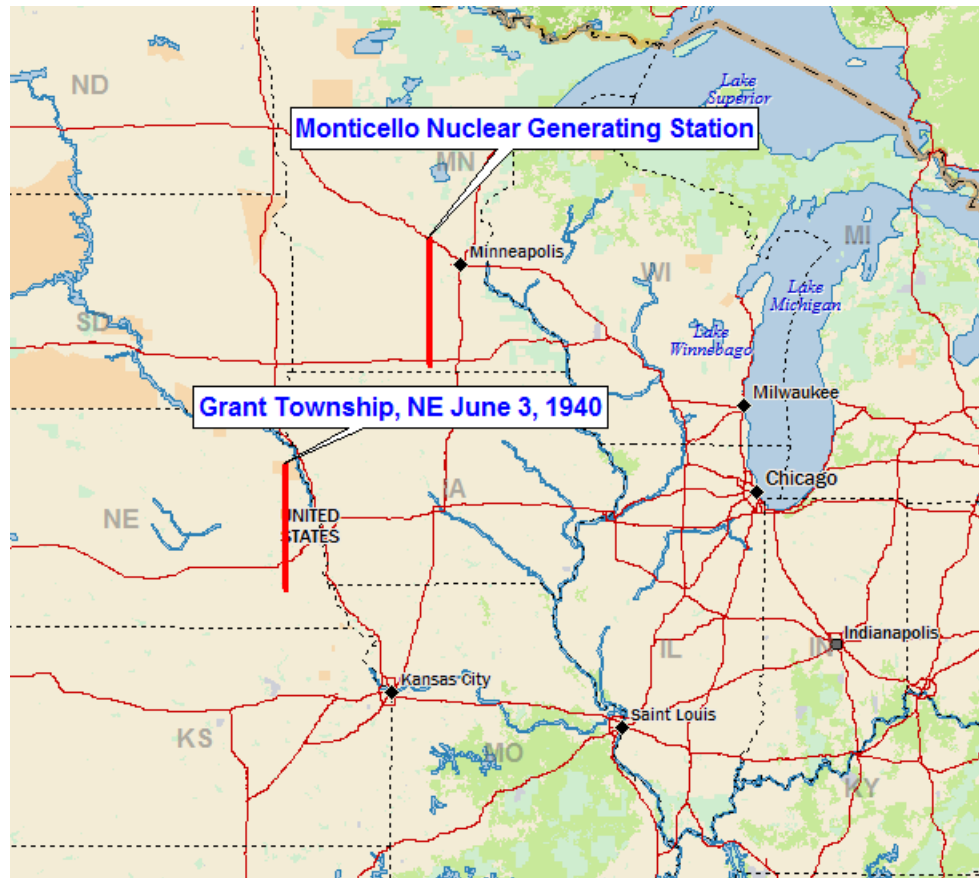 ND
Lake
Superior
Monticello Nuclear Generating Station
MN
Minneapolis
WI
MI
Lake
Michigan
SD
Lake
Winnebago
Milwaukee
Grant Township, NE June 3, 1940
Chicago
IA
NE
UNITED
STATES
Indianapolis
IL
IN
Kansas City
Saint Louis
KS
MO
KY